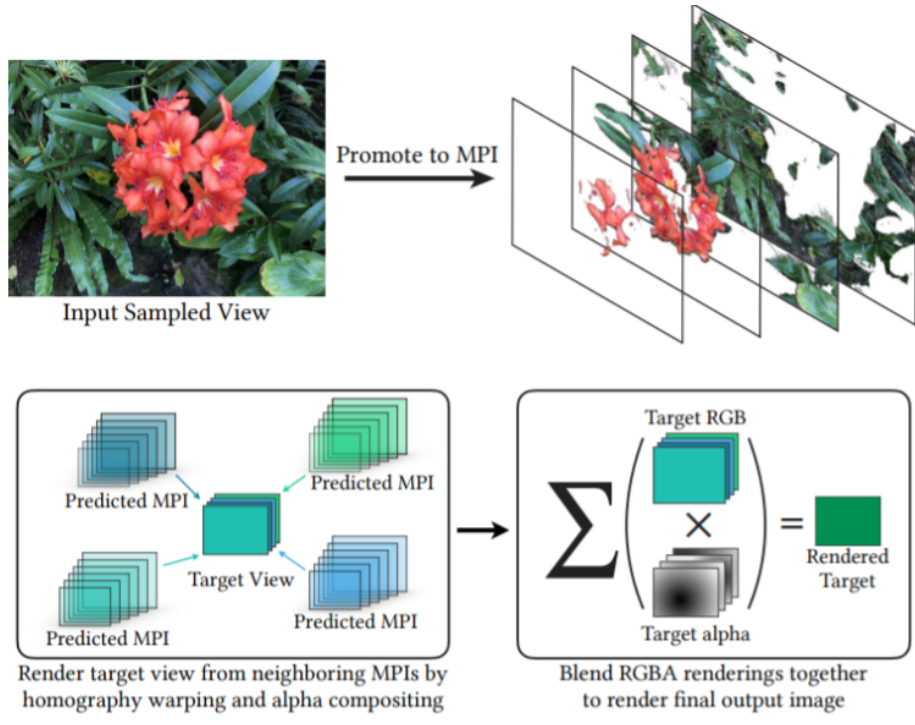 Promote to MPI
Input Sampled View
Predicted MPI
Predicted MPI
Target View
Predicted MPI
Predicted MPI
Render target view from neighboring MPIs by
homography warping and alpha compositing
Target RGB
∑ ( × ) =
Rendered
Target
Target alpha
Blend RGBA renderings together
to render final output image